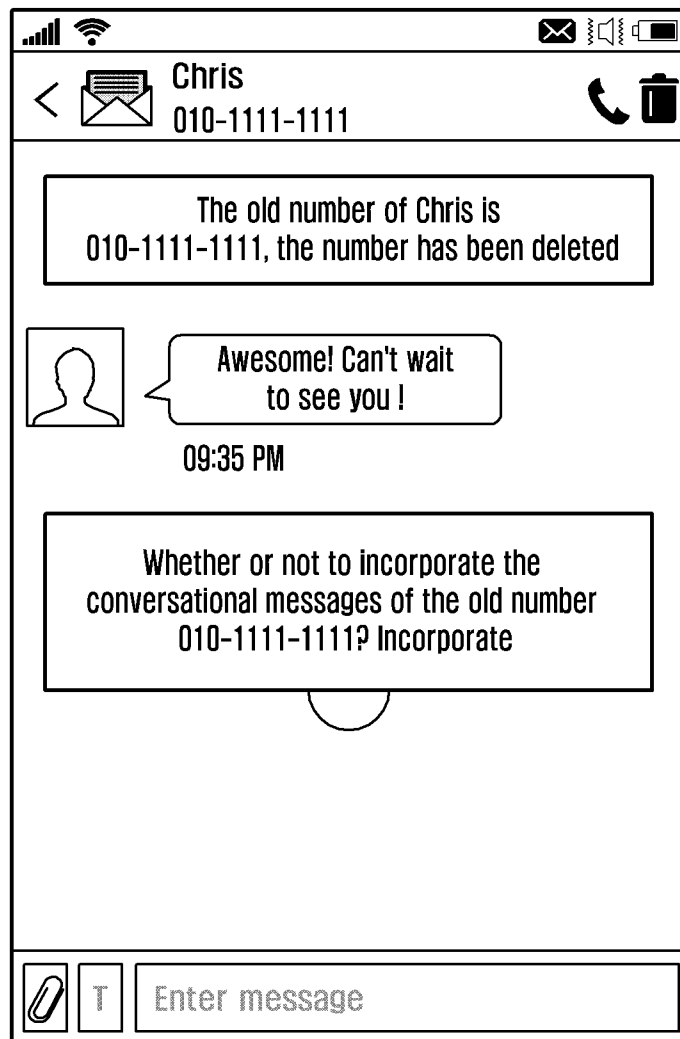 Chris
010-1111-1111
The old number of Chris is
010-1111-1111, the number has been deleted
Awesome! Can't wait
to see you !
09:35 PM
Whether or not to incorporate the
conversational messages of the old number
010-1111-1111? Incorporate
T
Enter message